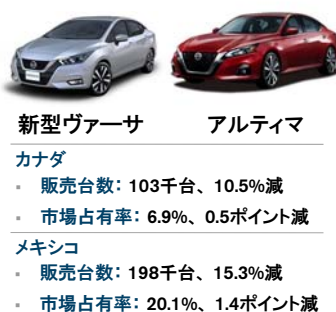 新型ヴァーサ アルティマ
カナダ
▪ 販売台数: 103千台、10.5%減
▪ 市場占有率: 6.9%、0.5ポイント減
メキシコ
▪ 販売台数: 198千台、15.3%減
▪ 市場占有率: 20.1%、1.4ポイント減